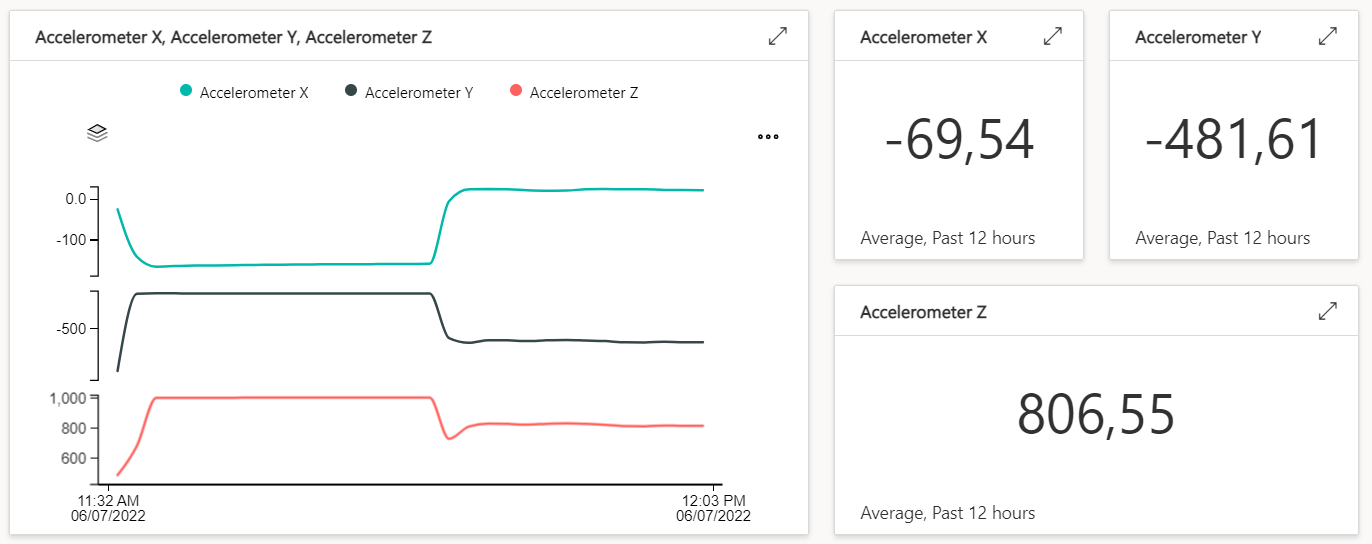 Accelerometer X, Accelerometer Y, Accelerometer Z
Accelerometer X Accelerometer Y Accelerometer Z
0.0
-100
-500
1,000
800
600
11:32 AM 12:03 PM
06/07/2022 06/07/2022
Accelerometer X
-69,54
Average, Past 12 hours
Accelerometer Y
-481,61
Average, Past 12 hours
Accelerometer Z
806,55
Average, Past 12 hours